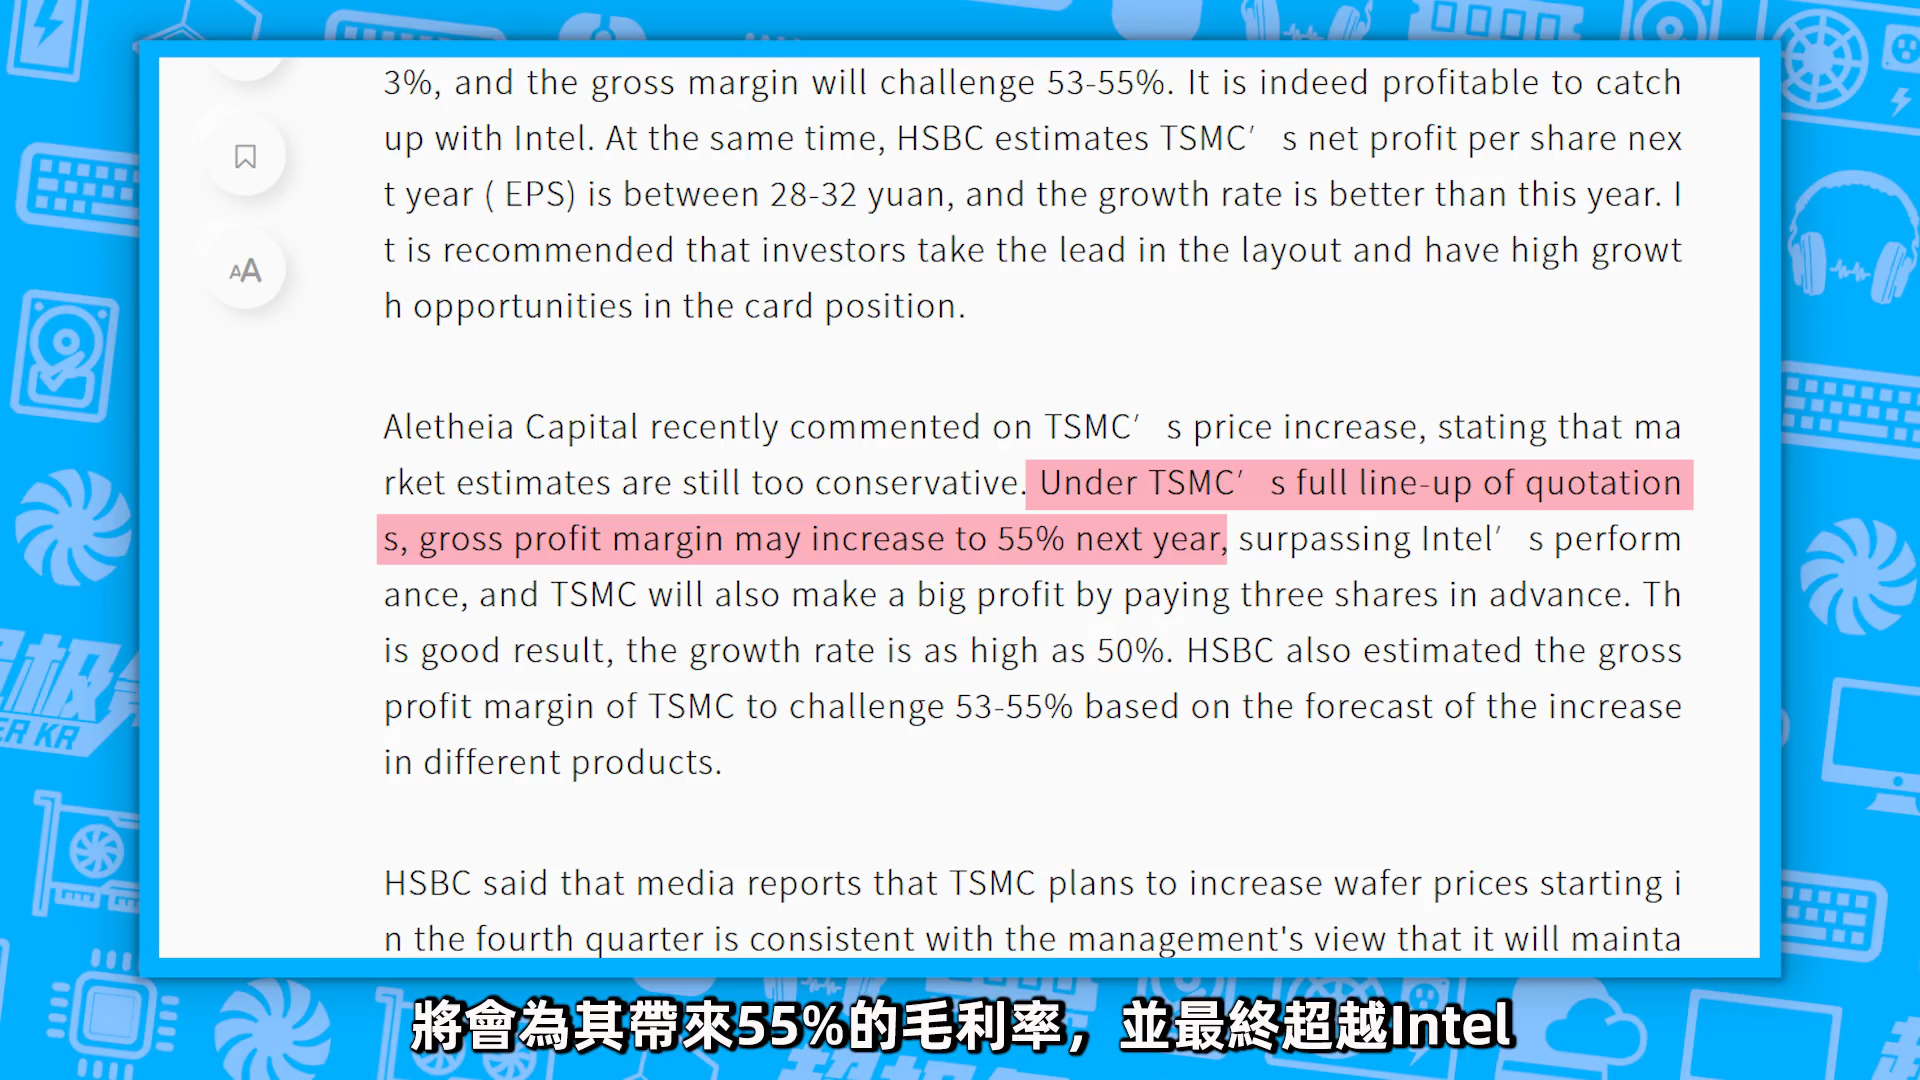 3%, and the gross margin will challenge 53-55%. It is indeed profitable to catch
up with Intel. At the same time, HSBC estimates TSMC’ s net profit per share nex
t year ( EPS) is between 28-32 yuan, and the growth rate is better than this year. I
t is recommended that investors take the lead in the layout and have high growt
h opportunities in the card position.
AA
Aletheia Capital recently commented on TSMC’ s price increase, stating that ma
rket estimates are still too conservative. Under TSMC’ s full line-up of quotation
s, gross profit margin may increase to 55% next year, surpassing Intel’ s perform
ance, and TSMC will also make a big profit by paying three shares in advance. Th
is good result, the growth rate is as high as 50%. HSBC also estimated the gross
profit margin of TSMC to challenge 53-55% based on the forecast of the increase
in different products.
HSBC said that media reports that TSMC plans to increase wafer prices starting i
n the fourth quarter is consistent with the management's view that it will mainta
將會為其帶來55%的毛利率，並最終超越Intel